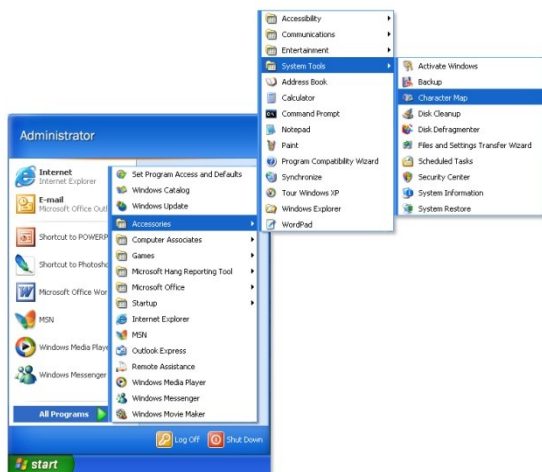 Administrator
Internet
Internet Explorer
E-mail
Microsoft Office Outl
Shortcut to POWERP
Shortcut to Photosho
Microsoft Office Wor
MSN
Windows Media Playe
Windows Messenger
All Programs
Set Program Access and Defaults
Windows Catalog
Windows Update
Accessories
Computer Associates
Games
Microsoft Hang Reporting Tool
Microsoft Office
Startup
Internet Explorer
MSN
Outlook Express
Remote Assistance
Windows Media Player
Windows Messenger
Windows Movie Maker
Accessibility
Communications
Entertainment
System Tools
Address Book
Calculator
Command Prompt
Notepad
Paint
Program Compatibility Wizard
Synchronize
Tour Windows XP
Windows Explorer
WordPad
Activate Windows
Backup
Character Map
Disk Cleanup
Disk Defragmenter
Files and Settings Transfer Wizard
Scheduled Tasks
Security Center
System Information
System Restore
Log Off
Shut Down
start